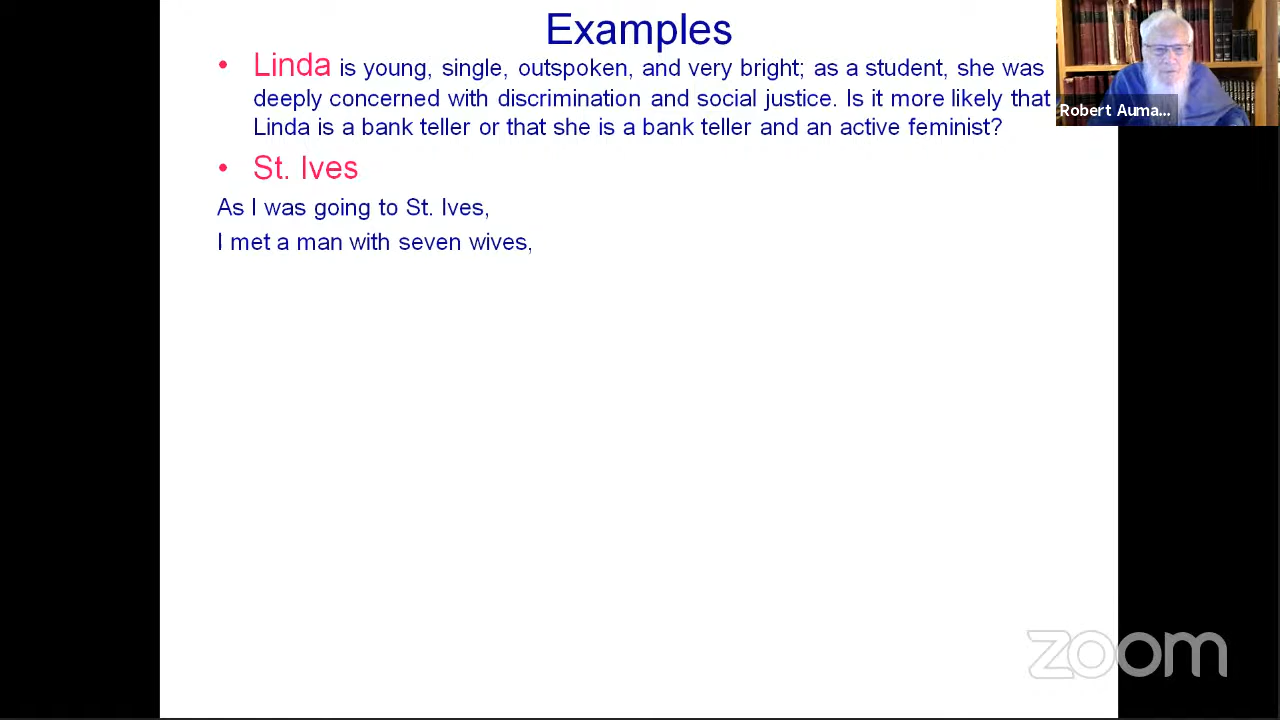 Examples
• Linda is young, single, outspoken, and very bright; as a student, she was
deeply concerned with discrimination and social justice. Is it more likely that
Linda is a bank teller or that she is a bank teller and an active feminist?
• St. Ives
As I was going to St. Ives,
I met a man with seven wives,
Robert Auma...
zoom